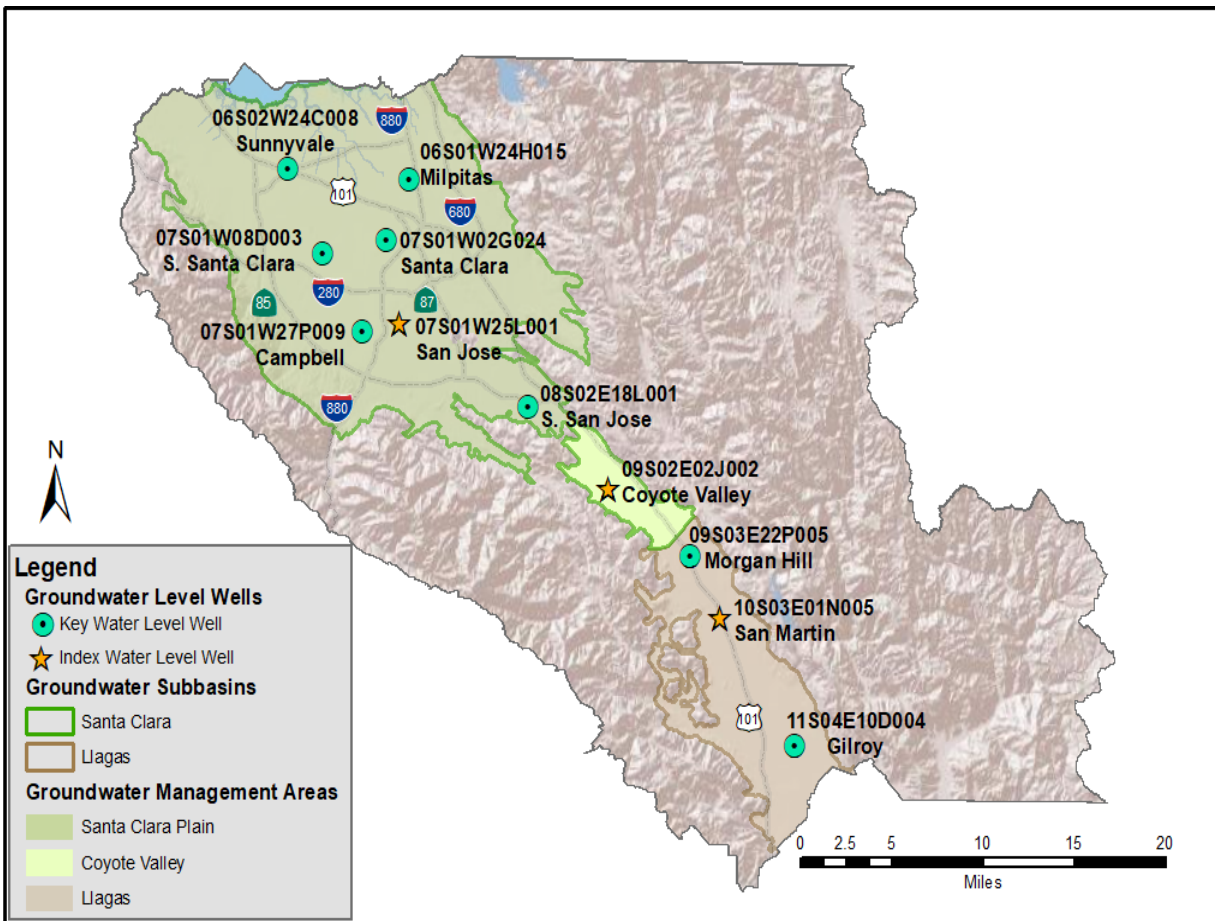 880
06S02W24C008
Sunnyvale
06S01W24H015
Milpitas
101
680
07S01W08D003
S. Santa Clara
07S01W02G024
Santa Clara
85
280
87
07S01W27P009
Campbell
07S01W25L001
San Jose
880
08S02E18L001
S. San Jose
N
09S02E02J002
Coyote Valley
09S03E22P005
Morgan Hill
10S03E01N005
San Martin
101
11S04E10D004
Gilroy
Legend
Groundwater Level Wells
Key Water Level Well
Index Water Level Well
Groundwater Subbasins
Santa Clara
Llagas
Groundwater Management Areas
Santa Clara Plain
Coyote Valley
Llagas
0 2.5 5 10 15 20
Miles